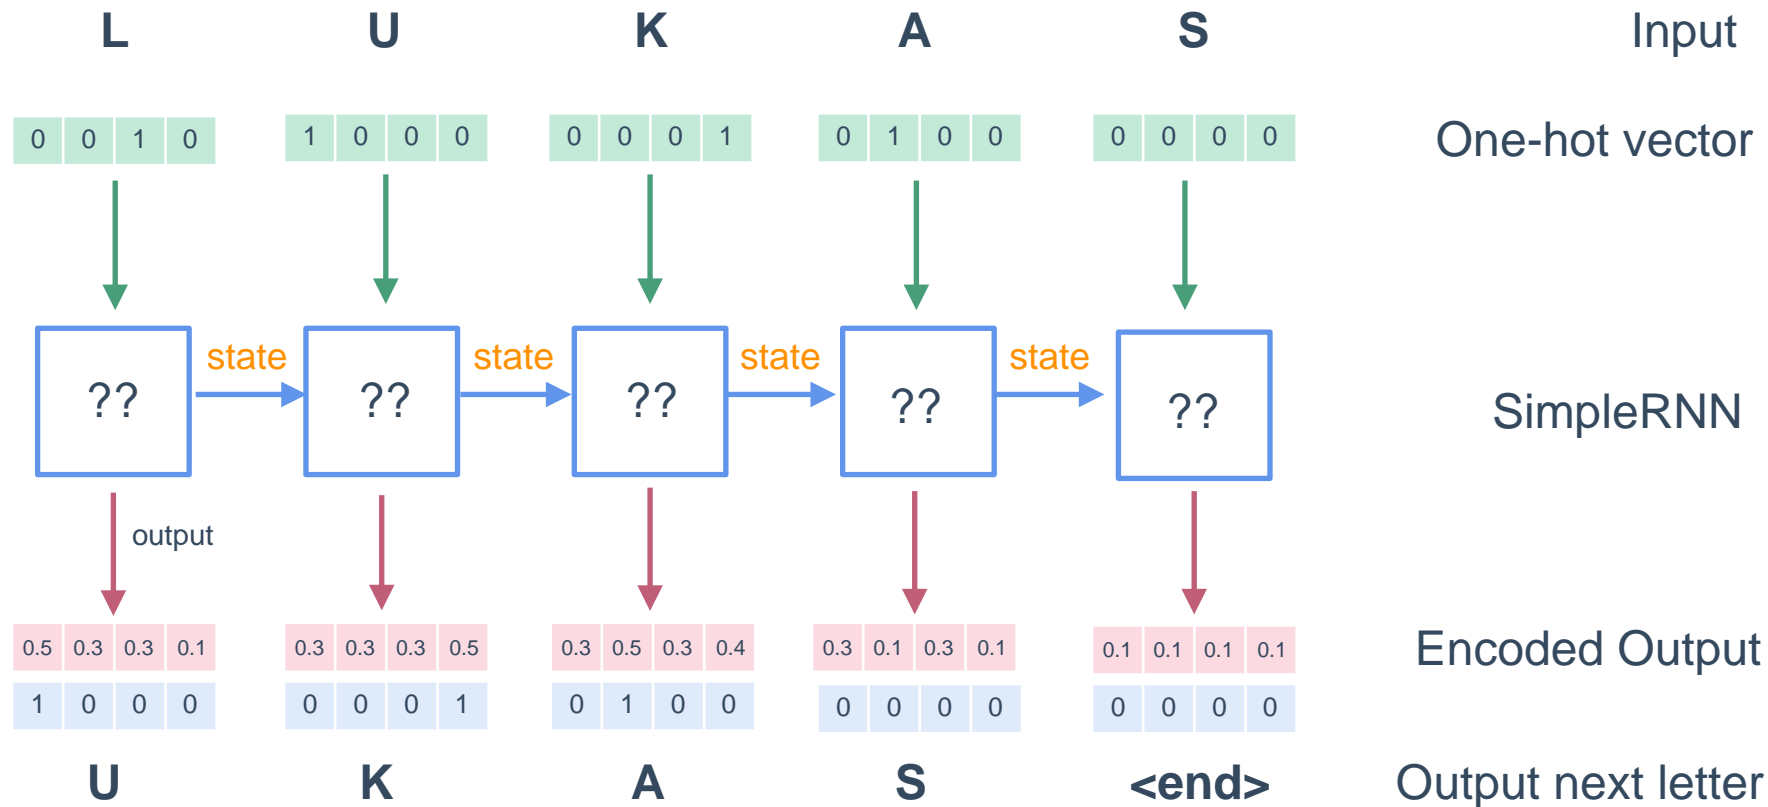 L U K A S Input
0 0 1 0 1 0 0 0 0 0 0 1 0 1 0 0 0 0 0 0 One-hot vector
state state state state
?? ?? ?? ?? ?? SimpleRNN
output
0.5 0.3 0.3 0.1 0.3 0.3 0.3 0.5 0.3 0.5 0.3 0.4 0.3 0.1 0.3 0.1 0.1 0.1 0.1 0.1 Encoded Output
1 0 0 0 0 0 0 1 0 1 0 0 0 0 0 0 0 0 0 0
U K A S <end> Output next letter